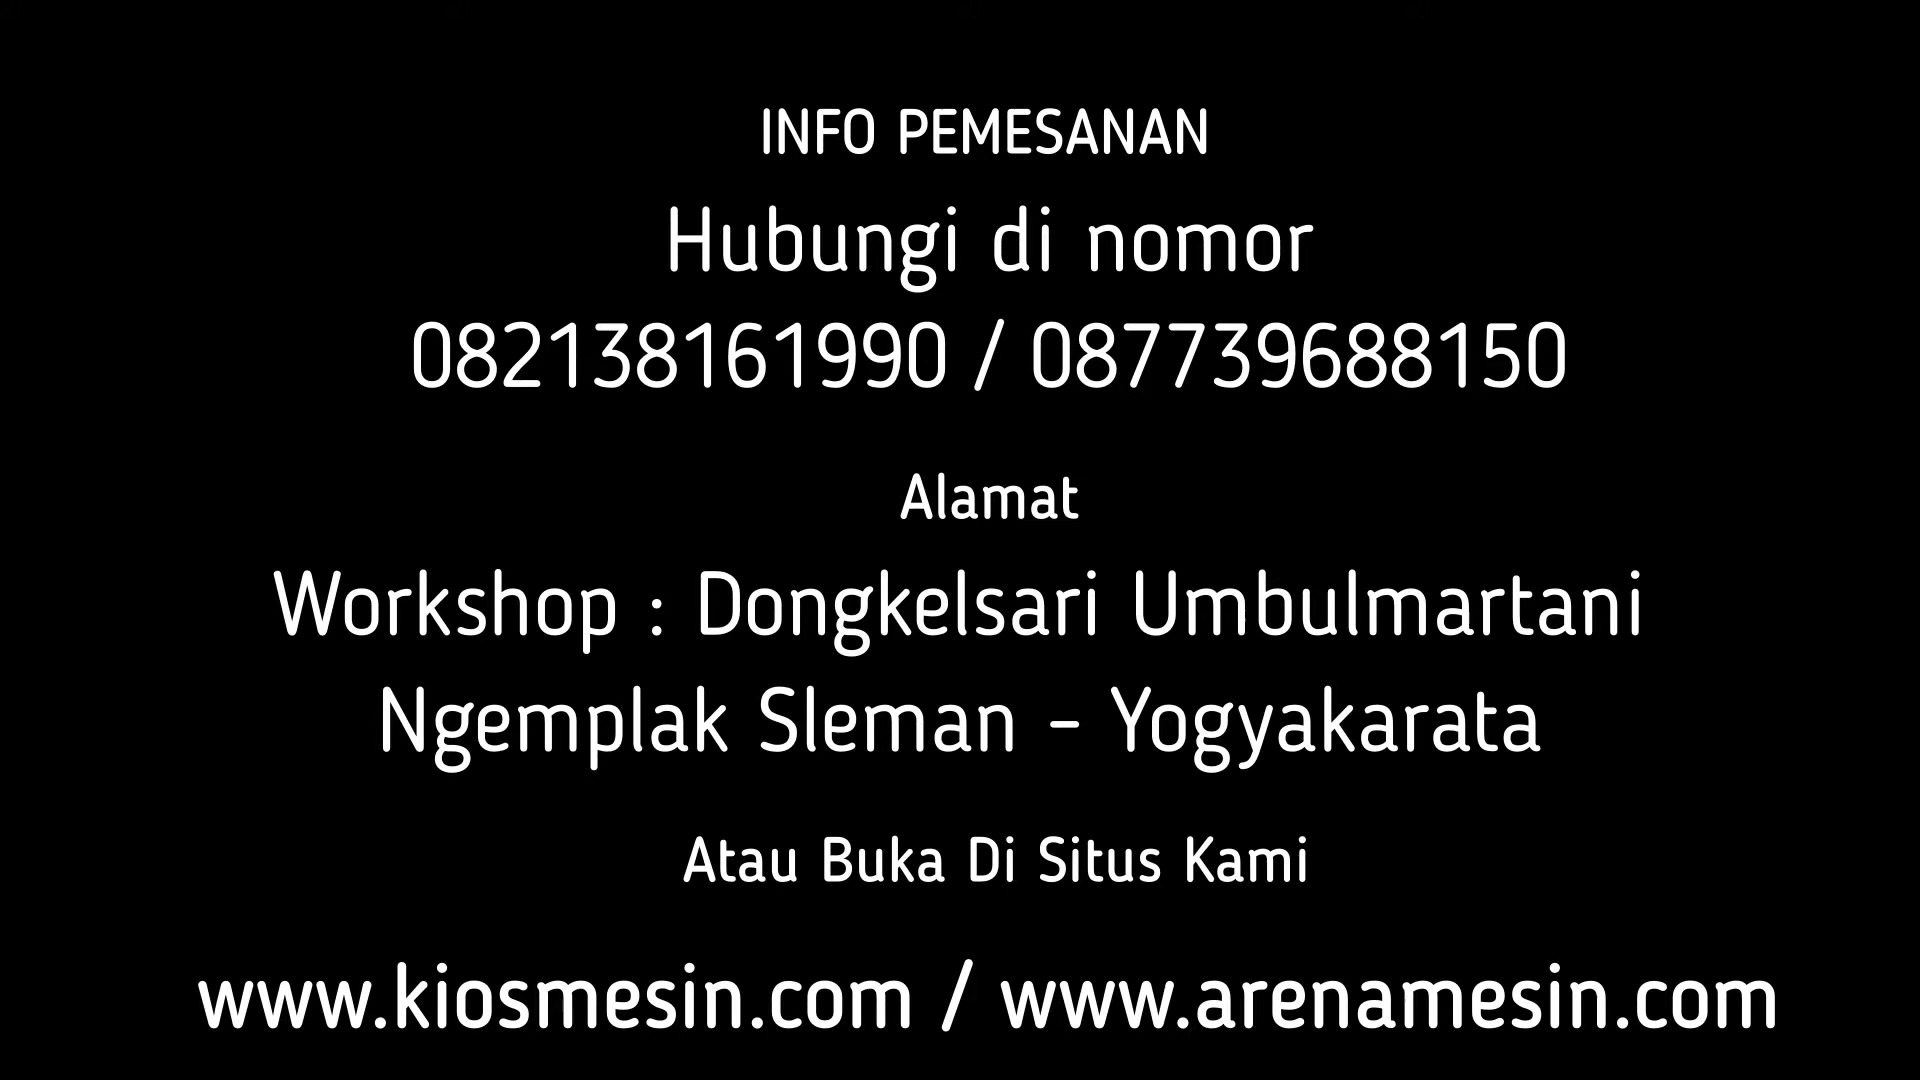 INFO PEMESANAN
Hubungi di nomor
082138161990 / 087739688150
Alamat
Workshop : Dongkelsari Umbulmartani
Ngemplak Sleman - Yogyakarata
Atau Buka Di Situs Kami
www.kiosmesin.com / www.arenamesin.com